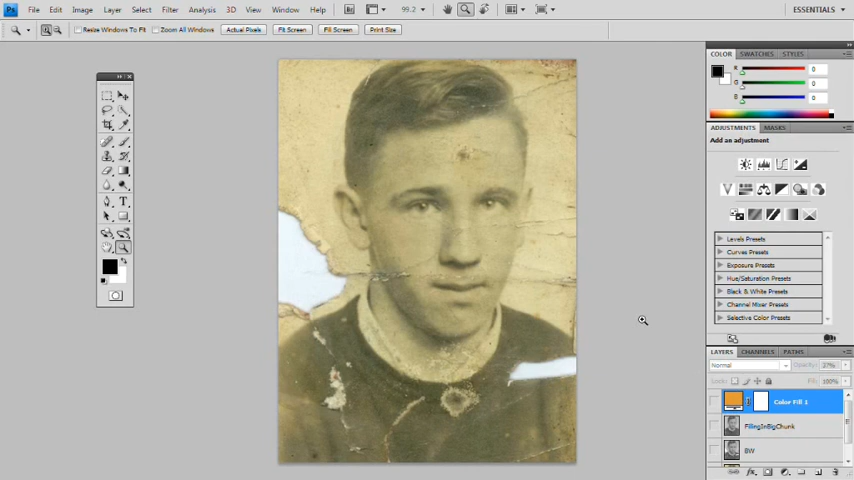 Ps File Edit Image Layer Select Filter Analysis 3D View Window Help Br 99.2 ESSENTIALS
Resize Windows To Fit Zoom All Windows Actual Pixels Fit Screen Fill Screen Print Size
COLOR SWATCHES STYLES
R 0
G 0
B 0
ADJUSTMENTS MASKS
Add an adjustment
Levels Presets
Curves Presets
Exposure Presets
Hue/Saturation Presets
Black & White Presets
Channel Mixer Presets
Selective Color Presets
LAYERS CHANNELS PATHS
Normal Opacity: 37%
Lock: Fill: 100%
Color Fill 1
FillingInBigChunk
BW